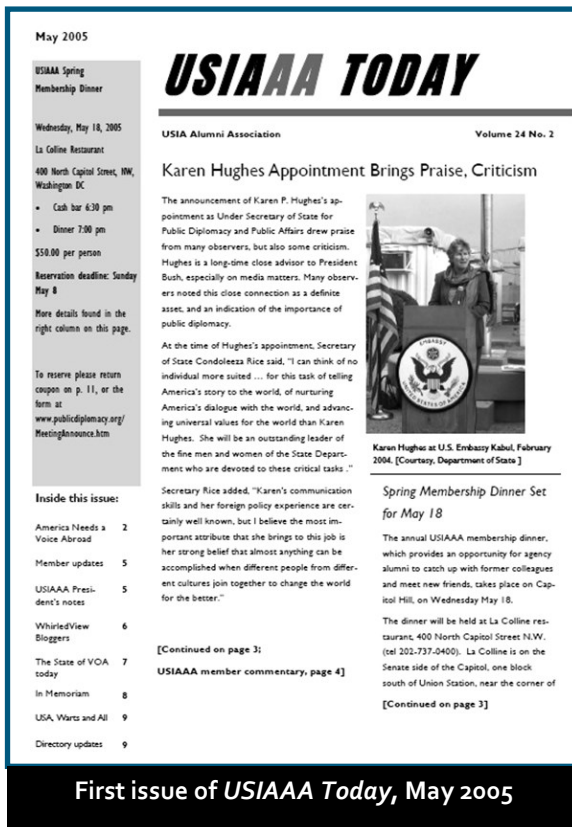 May 2005
USIAAA Spring
Membership Dinner
Wednesday, May 18, 2005
La Colline Restaurant
400 North Capitol Street, NW,
Washington DC
• Cash bar 6:30 pm
• Dinner 7:00 pm
$50.00 per person
Reservation deadline: Sunday
May 8
More details found in the
right column on this page.
To reserve please return
coupon on p. 11, or the
form at
www.publicdiplomacy.org/
MeetingAnnounce.htm
Inside this issue:
America Needs a 2
Voice Abroad
Member updates 5
USIAAA Presi- 5
dent's notes
WhirledView 6
Bloggers
The State of VOA 7
today
In Memoriam 8
USA, Warts and All 9
Directory updates 9
USIAAA TODAY
USIA Alumni Association Volume 24 No. 2
Karen Hughes Appointment Brings Praise, Criticism
The announcement of Karen P. Hughes's ap-
pointment as Under Secretary of State for
Public Diplomacy and Public Affairs drew praise
from many observers, but also some criticism.
Hughes is a long-time close advisor to President
Bush, especially on media matters. Many observ-
ers noted this close connection as a definite
asset, and an indication of the importance of
public diplomacy.
At the time of Hughes's appointment, Secretary
of State Condoleeza Rice said, "I can think of no
individual more suited ... for this task of telling
America's story to the world, of nurturing
America's dialogue with the world, and advanc-
ing universal values for the world than Karen
Hughes. She will be an outstanding leader of
the fine men and women of the State Depart-
ment who are devoted to these critical tasks ."
Secretary Rice added, "Karen's communication
skills and her foreign policy experience are cer-
tainly well known, but I believe the most im-
portant attribute that she brings to this job is
her strong belief that almost anything can be
accomplished when different people from differ-
ent cultures join together to change the world
for the better."
[Continued on page 3;
USIAAA member commentary, page 4]
EMBASSY
UNITED STATES OF AMERICA
Karen Hughes at U.S. Embassy Kabul, February
2004. [Courtesy, Department of State ]
Spring Membership Dinner Set
for May 18
The annual USIAAA membership dinner,
which provides an opportunity for agency
alumni to catch up with former colleagues
and meet new friends, takes place on Cap-
itol Hill, on Wednesday May 18.
The dinner will be held at La Colline res-
taurant, 400 North Capitol Street N.W.
(tel 202-737-0400). La Colline is on the
Senate side of the Capitol, one block
south of Union Station, near the corner of
[Continued on page 3]
First issue of USIAAA Today, May 2005